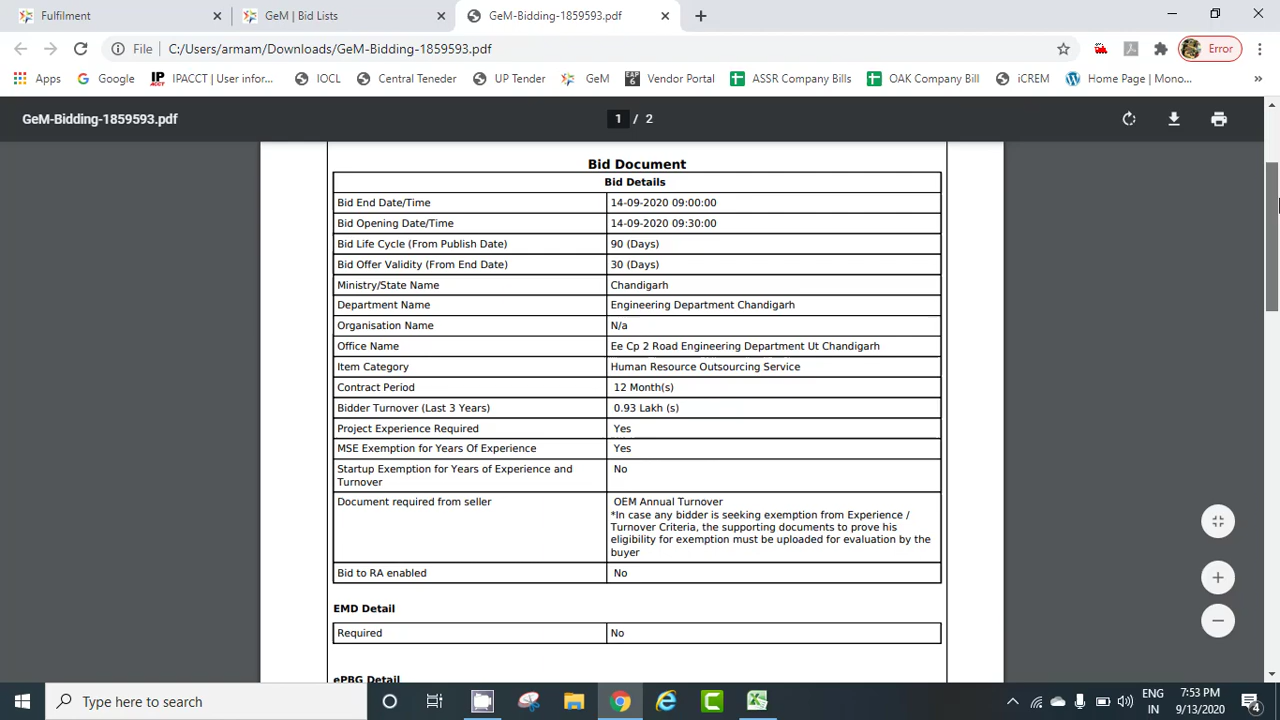 Fulfilment
GeM | Bid Lists
GeM-Bidding-1859593.pdf
File
C:/Users/armam/Downloads/GeM-Bidding-1859593.pdf
Error
Apps
Google
IPACCT | User infor...
IOCL
Central Teneder
UP Tender
GeM
Vendor Portal
ASSR Company Bills
OAK Company Bill
iCREM
Home Page | Mono...
»
GeM-Bidding-1859593.pdf
1 / 2
Bid Document
Bid Details
Bid End Date/Time 14-09-2020 09:00:00
Bid Opening Date/Time 14-09-2020 09:30:00
Bid Life Cycle (From Publish Date) 90 (Days)
Bid Offer Validity (From End Date) 30 (Days)
Ministry/State Name Chandigarh
Department Name Engineering Department Chandigarh
Organisation Name N/a
Office Name Ee Cp 2 Road Engineering Department Ut Chandigarh
Item Category Human Resource Outsourcing Service
Contract Period 12 Month(s)
Bidder Turnover (Last 3 Years) 0.93 Lakh (s)
Project Experience Required Yes
MSE Exemption for Years Of Experience Yes
Startup Exemption for Years of Experience and No
Turnover
Document required from seller OEM Annual Turnover
*In case any bidder is seeking exemption from Experience /
Turnover Criteria, the supporting documents to prove his
eligibility for exemption must be uploaded for evaluation by the
buyer
Bid to RA enabled No
EMD Detail
Required No
ePBG Detail
Type here to search
ENG
IN
7:53 PM
9/13/2020
4